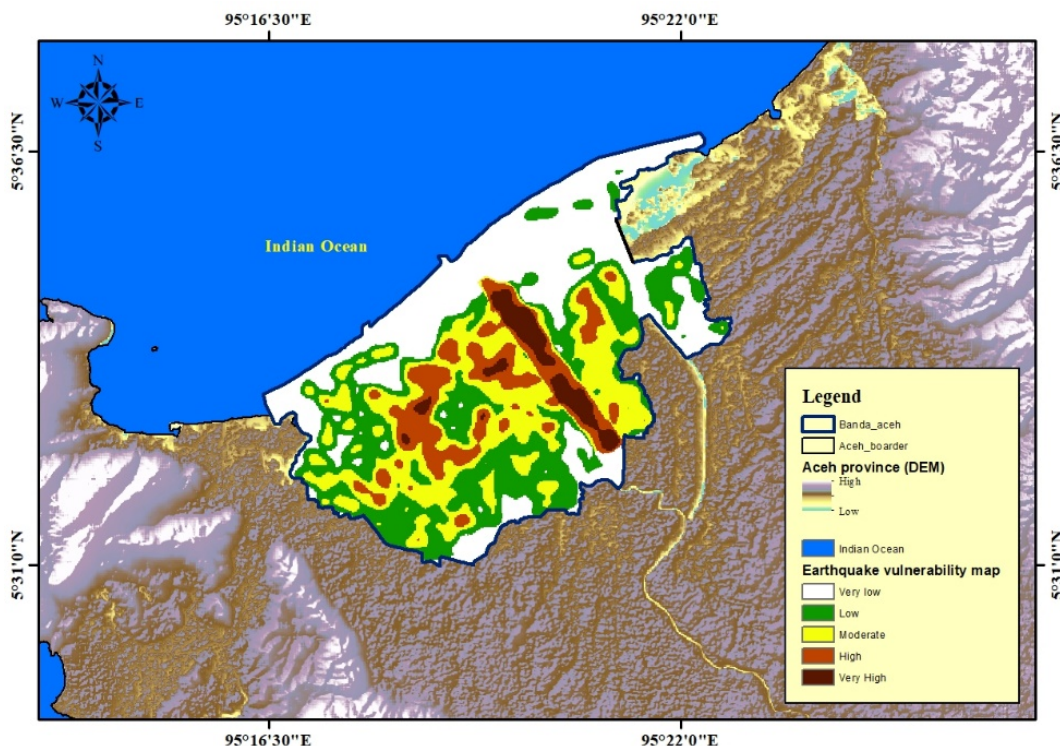 95°16'30"E
95°22'0"E
N
W
E
S
5°36'30"N
5°36'30"N
Indian Ocean
Legend
Banda_aceh
Aceh_boarder
Aceh province (DEM)
High
Low
Indian Ocean
Earthquake vulnerability map
Very low
Low
Moderate
High
Very High
5°31'0"N
5°31'0"N
95°16'30"E
95°22'0"E